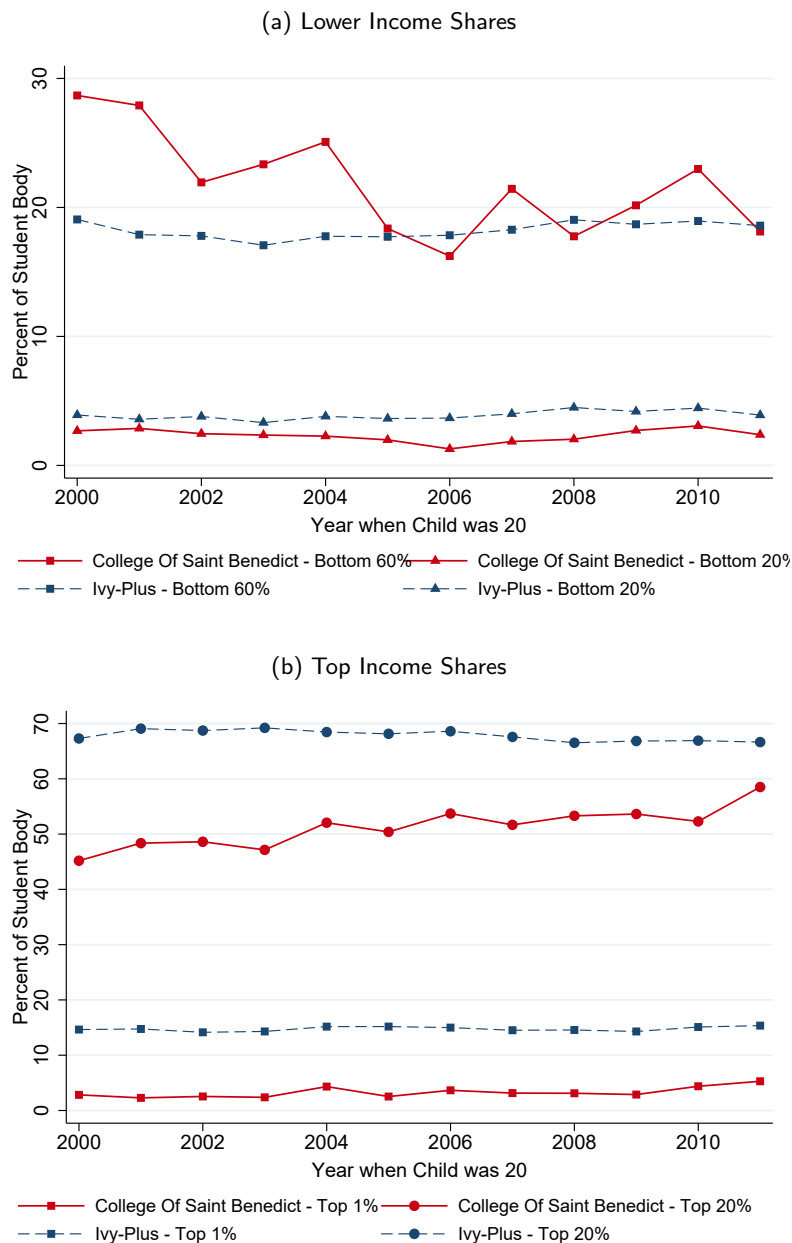 (a) Lower Income Shares
30
20
10
0
Percent of Student Body
2000 2002 2004 2006 2008 2010
Year when Child was 20
College Of Saint Benedict - Bottom 60% College Of Saint Benedict - Bottom 20%
Ivy-Plus - Bottom 60% Ivy-Plus - Bottom 20%
(b) Top Income Shares
70
60
50
40
30
20
10
0
Percent of Student Body
2000 2002 2004 2006 2008 2010
Year when Child was 20
College Of Saint Benedict - Top 1% College Of Saint Benedict - Top 20%
Ivy-Plus - Top 1% Ivy-Plus - Top 20%